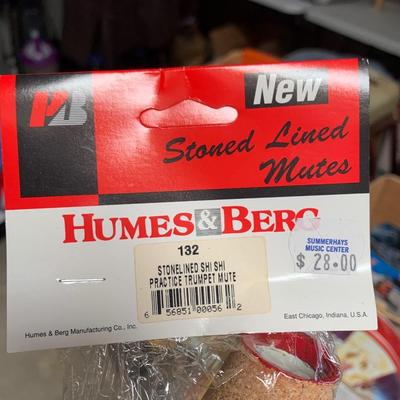 New
Stoned Lined
Mutes
HUMES & BERG
132
STONELINED SHI SHI
PRACTICE TRUMPET MUTE
6 56851 00056 2
SUMMERHAYS
MUSIC CENTER
$ 28.00
Humes & Berg Manufacturing Co., Inc.
East Chicago, Indiana, U.S.A.